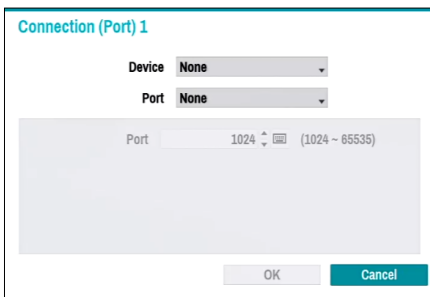 Connection (Port) 1
Device None
Port None
Port 1024 (1024 ~ 65535)
OK Cancel